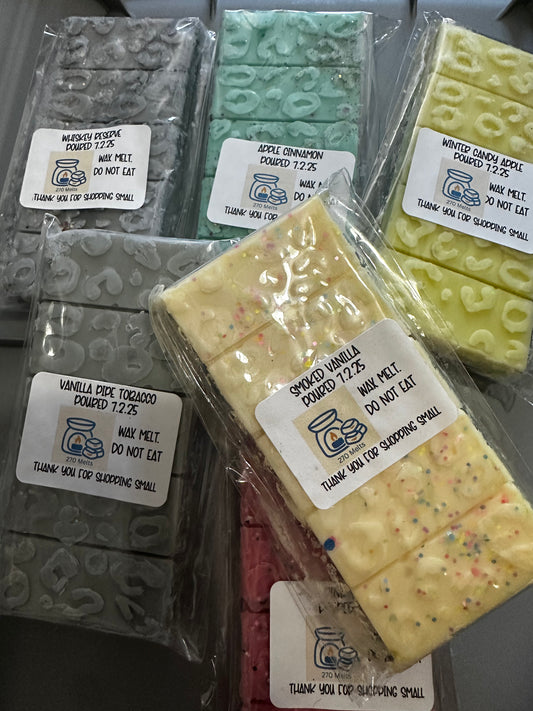 WHISKEY RESERVE
POURED 7.2.25
WAX MELT.
DO NOT EAT
270 Melts
THANK YOU FOR SHOPPING SMALL
APPLE CINNAMON
POURED 7.2.25
WAX MELT.
DO NOT
270 Melts
THANK YOU FOR SHOPPING
WINTER CANDY APPLE
POURED 7.2.25
WAX MELT.
DO NOT EAT
270 Melts
THANK YOU FOR SHOPPING SMALL
VANILLA PIPE TOBACCO
POURED 7.2.25
WAX MELT.
DO NOT EAT
270 Melts
THANK YOU FOR SHOPPING SMALL
SMOKED VANILLA
POURED 7.2.25
WAX MELT.
DO NOT EAT
270 Melts
THANK YOU FOR SHOPPING SMALL
270 Melts
THANK YOU FOR SHOPPING SMALL